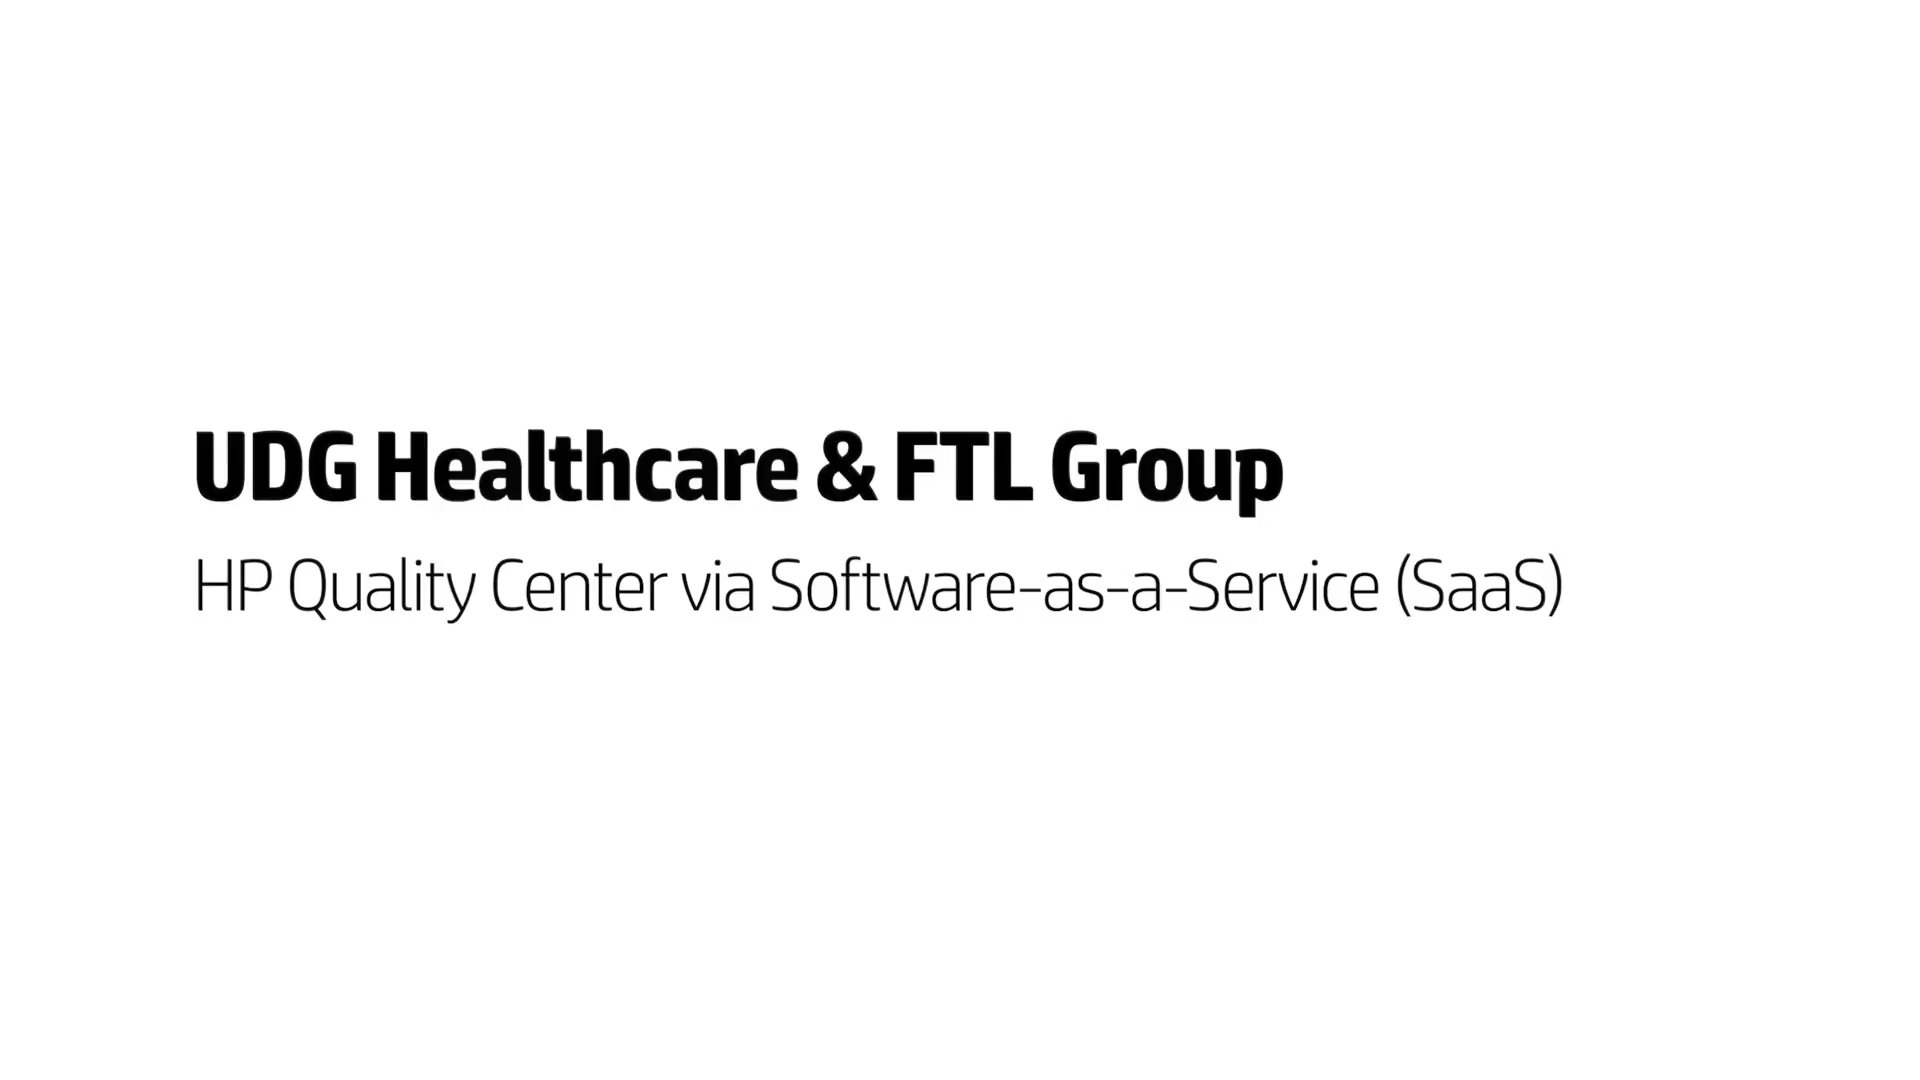 UDG Healthcare & FTL Group
HP Quality Center via Software-as-a-Service (SaaS)